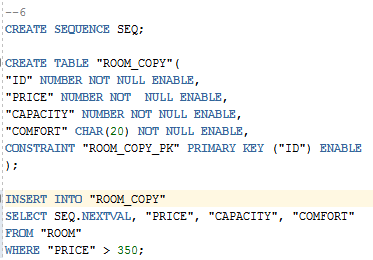 --6
CREATE SEQUENCE SEQ;
CREATE TABLE "ROOM_COPY"(
"ID" NUMBER NOT NULL ENABLE,
"PRICE" NUMBER NOT  NULL ENABLE,
"CAPACITY" NUMBER NOT NULL ENABLE,
"COMFORT" CHAR(20) NOT NULL ENABLE,
CONSTRAINT "ROOM_COPY_PK" PRIMARY KEY ("ID") ENABLE
);
INSERT INTO "ROOM_COPY"
SELECT SEQ.NEXTVAL, "PRICE", "CAPACITY", "COMFORT"
FROM "ROOM"
WHERE "PRICE" > 350;